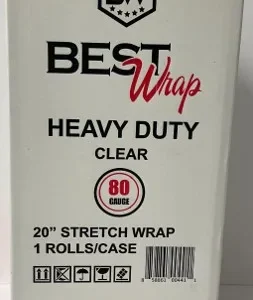 BEST
Wrap
HEAVY DUTY
CLEAR
80
GAUGE
20” STRETCH WRAP
1 ROLLS/CASE